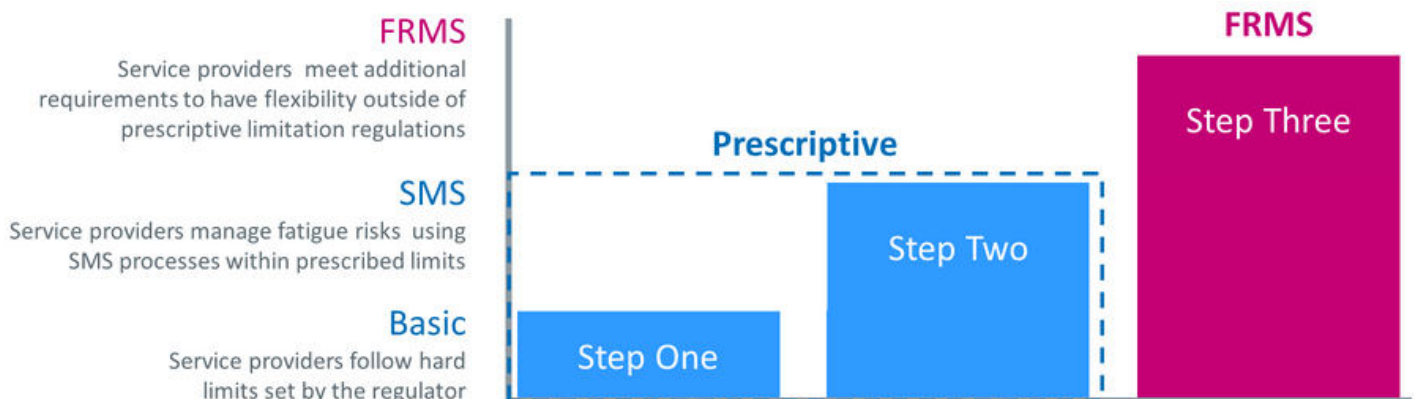 FRMS
Service providers meet additional
requirements to have flexibility outside of
prescriptive limitation regulations
SMS
Service providers manage fatigue risks using
SMS processes within prescribed limits
Basic
Service providers follow hard
limits set by the regulator
Prescriptive
FRMS
Step One
Step Two
Step Three